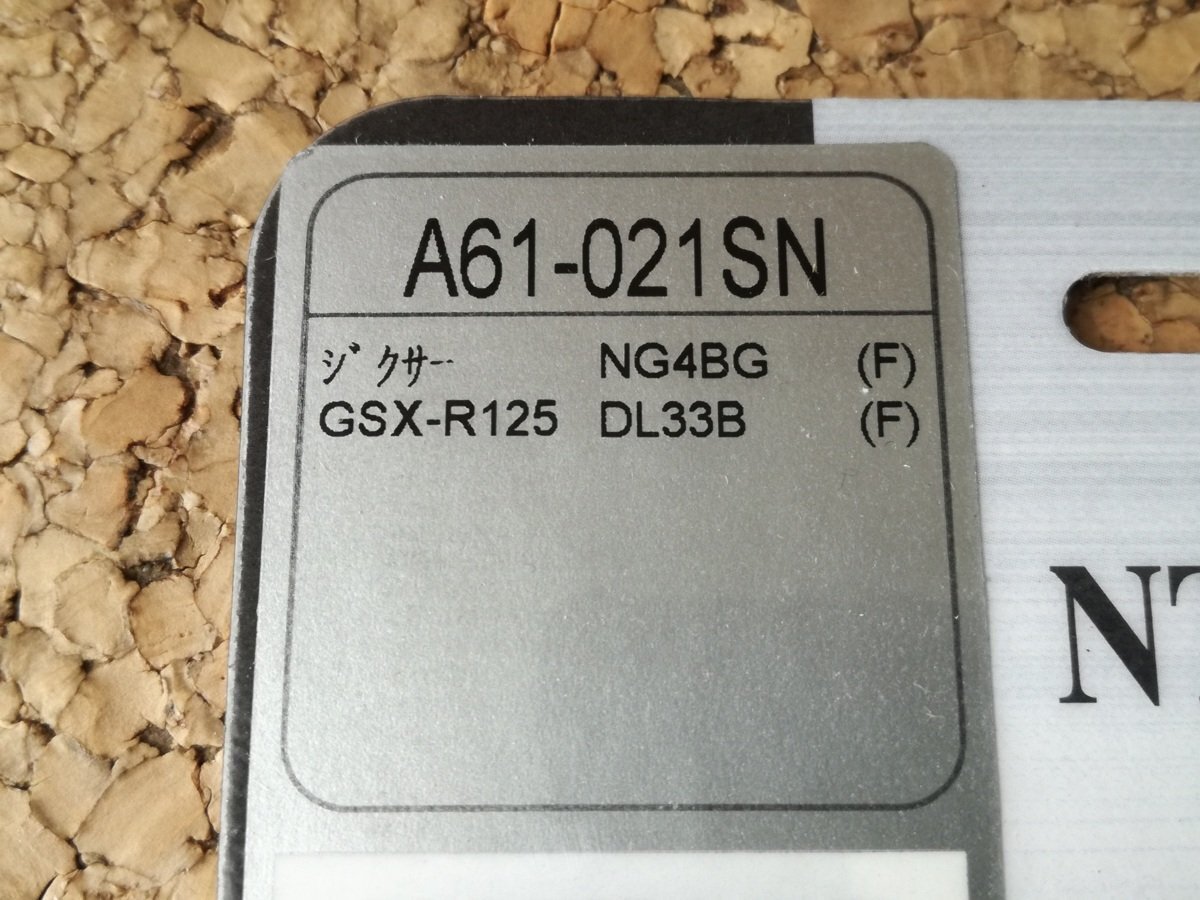 A61-021SN
ジクサー NG4BG (F)
GSX-R125 DL33B (F)
N